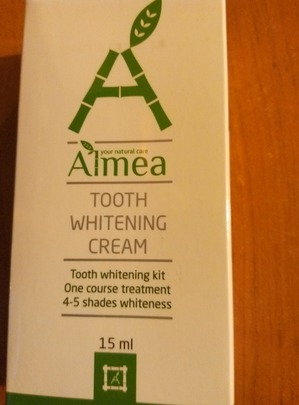 your natural care
Almea
TOOTH
WHITENING
CREAM
Tooth whitening kit
One course treatment
4-5 shades whiteness
15 ml